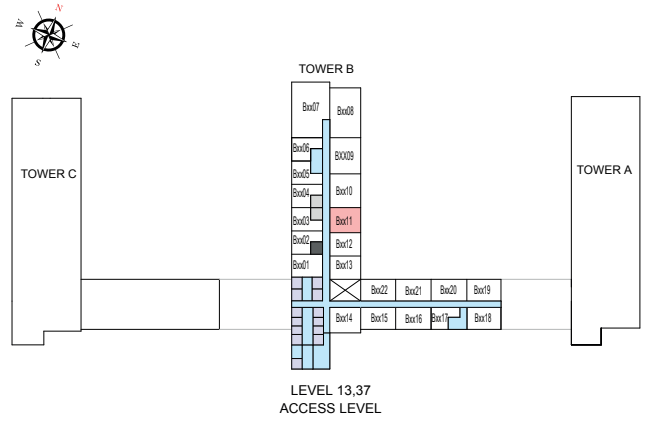 N
W
E
S
TOWER B
Bxx07
Bxx08
Bxx06
BXX09
Bxx05
TOWER C
TOWER A
Bxx04
Bxx10
Bxx03
Bxx11
Bxx02
Bxx12
Bxx01
Bxx13
Bxx22
Bxx21
Bxx20
Bxx19
Bxx14
Bxx15
Bxx16
Bxx17
Bxx18
LEVEL 13,37
ACCESS LEVEL